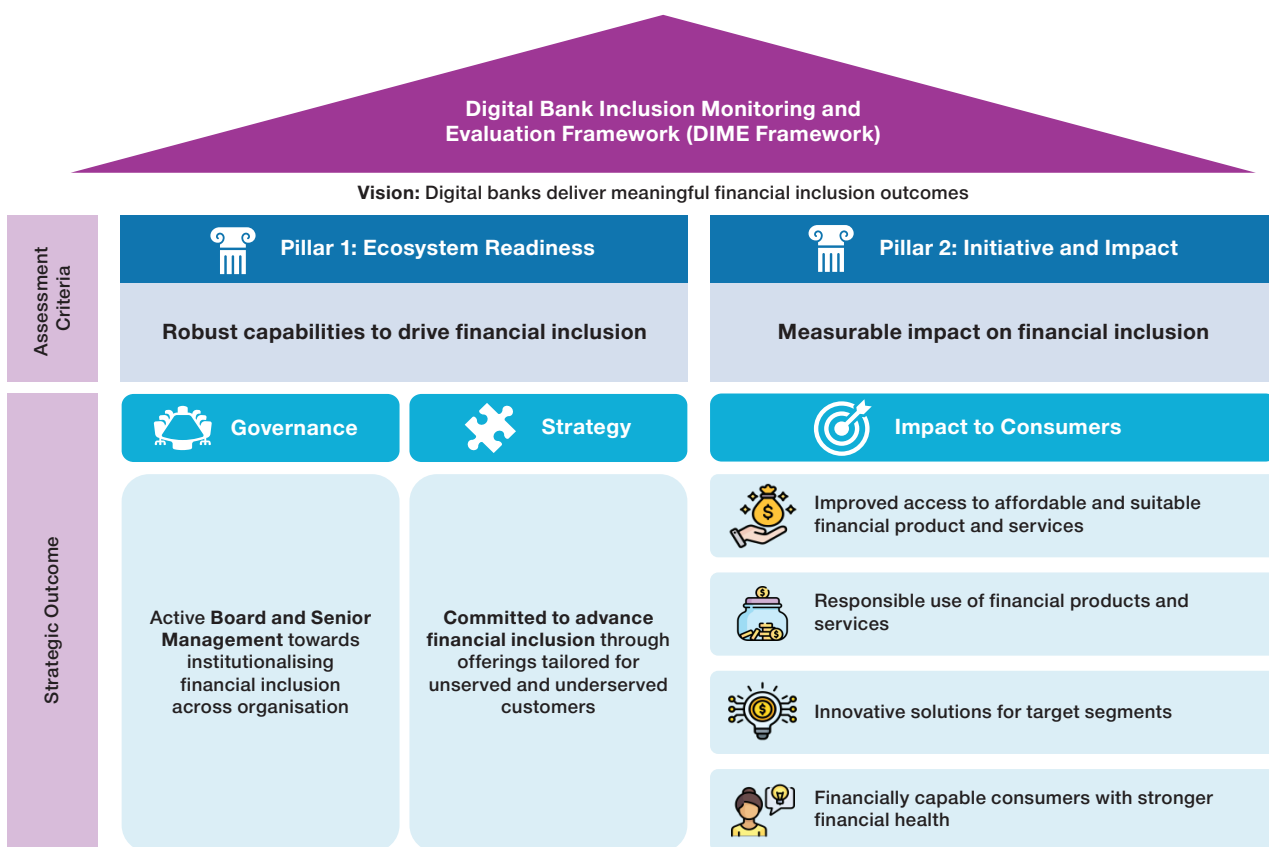 Digital Bank Inclusion Monitoring and
Evaluation Framework (DIME Framework)
Vision: Digital banks deliver meaningful financial inclusion outcomes
Assessment
Criteria
Pillar 1: Ecosystem Readiness
Pillar 2: Initiative and Impact
Robust capabilities to drive financial inclusion
Measurable impact on financial inclusion
Strategic Outcome
Governance
Strategy
Impact to Consumers
Active Board and Senior
Management towards
institutionalising
financial inclusion
across organisation
Committed to advance
financial inclusion through
offerings tailored for
unserved and underserved
customers
Improved access to affordable and suitable
financial product and services
Responsible use of financial products and
services
Innovative solutions for target segments
Financially capable consumers with stronger
financial health